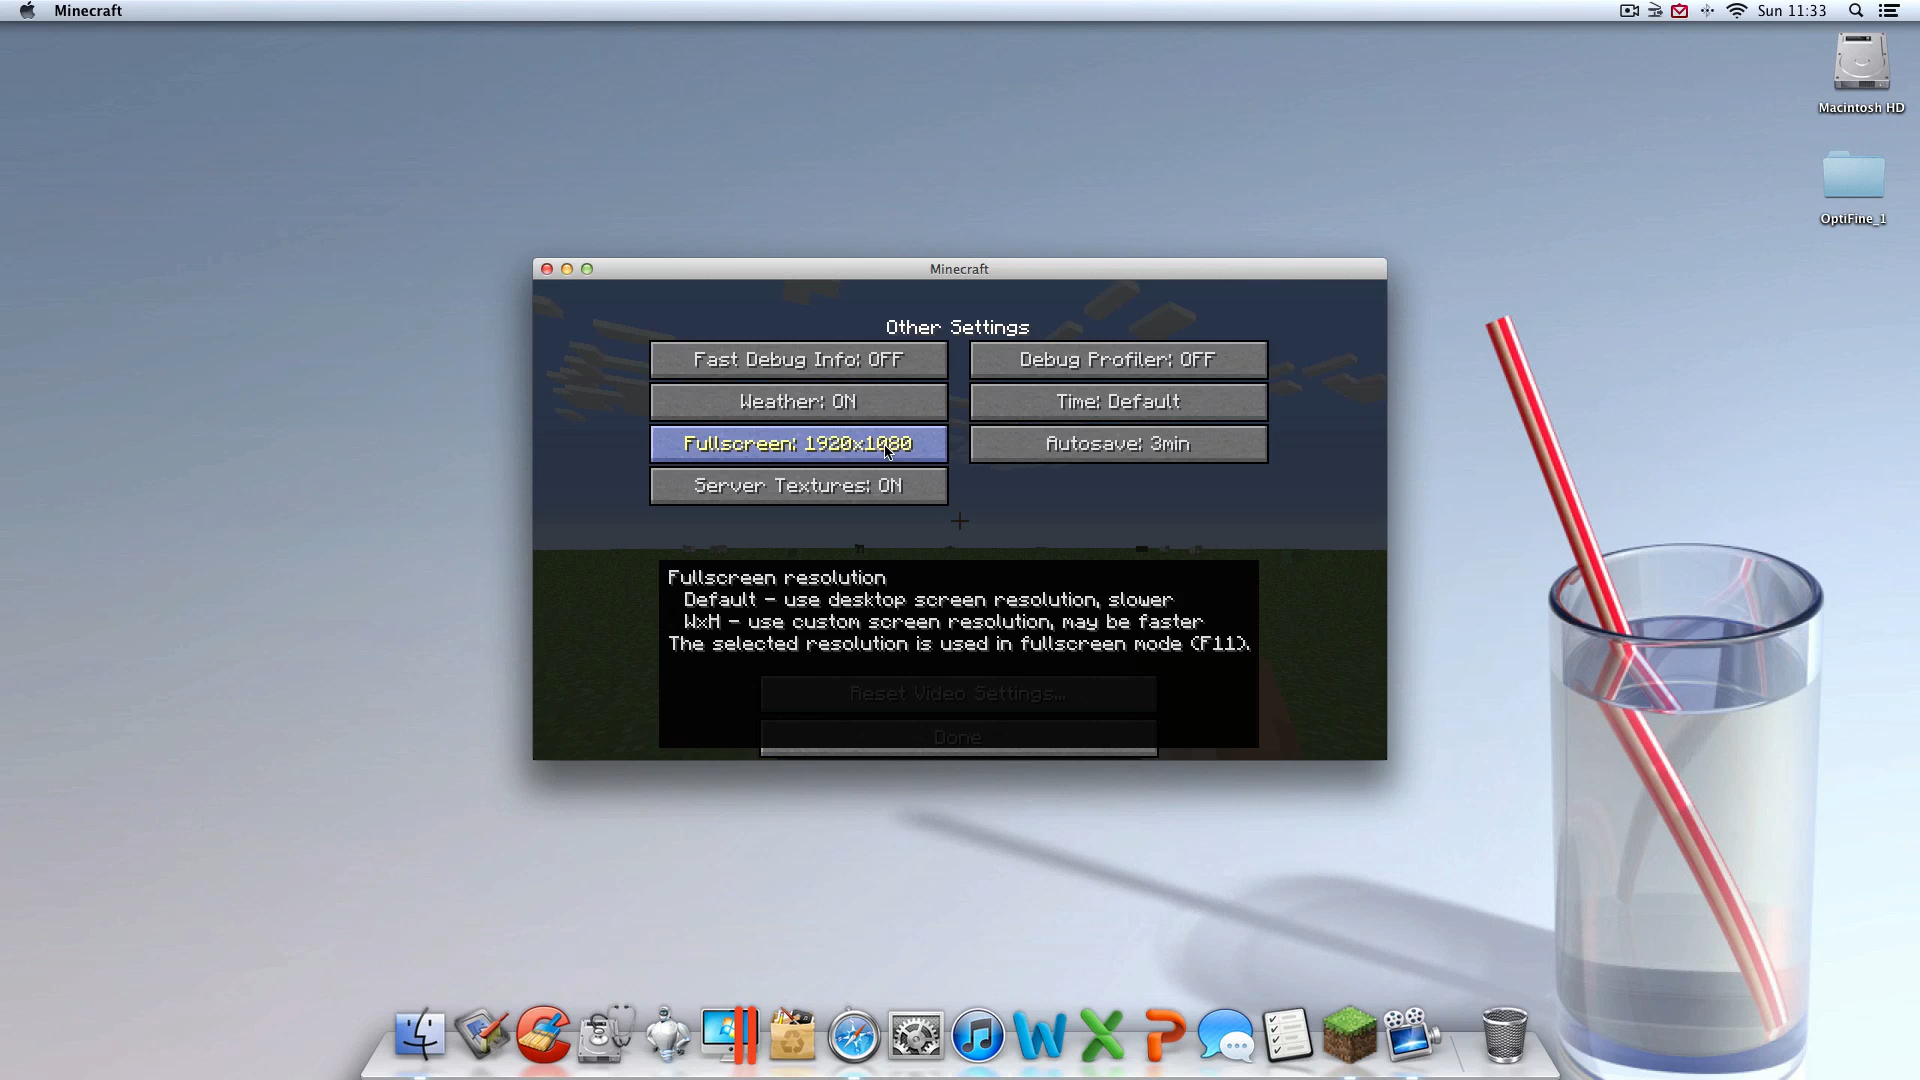 Minecraft
Sun 11:33
Macintosh HD
OptiFine_1
Minecraft
Other Settings
Fast Debug Info: OFF
Debug Profiler: OFF
Weather: ON
Time: Default
Fullscreen: 1920x1080
Autosave: 3min
Server Textures: ON
Fullscreen resolution
Default - use desktop screen resolution, slower
WxH - use custom screen resolution, may be faster
The selected resolution is used in fullscreen mode (F11).
Reset Video Settings...
Done